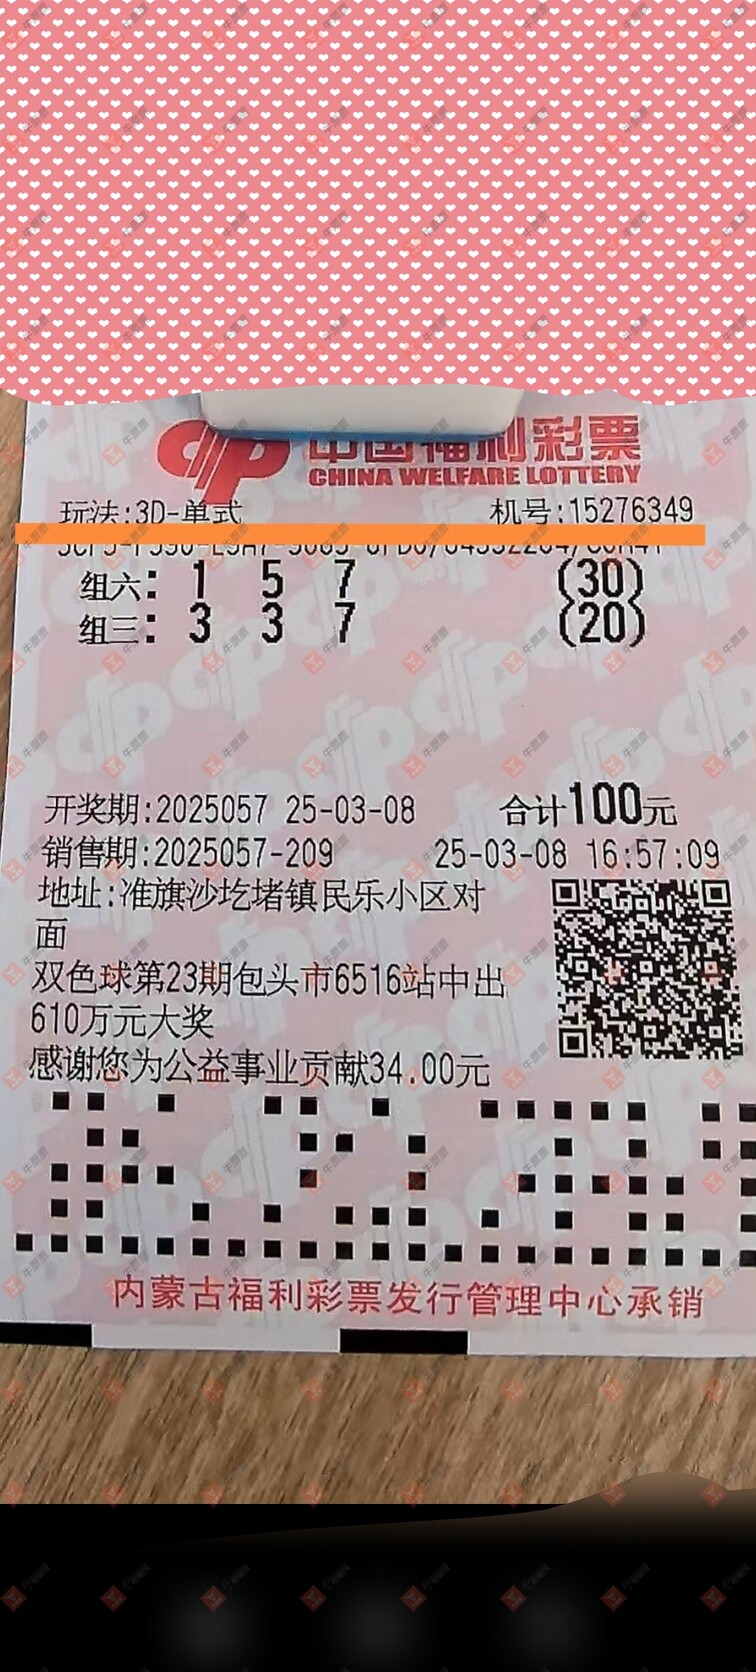 中国福利彩票
CHINA WELFARE LOTTERY
玩法:3D-单式 机号:15276349
组六: 1 5 7 (30)
组三: 3 3 7 (20)
开奖期:2025057 25-03-08 合计100元
销售期:2025057-209 25-03-08 16:57:09
地址:准旗沙圪堵镇民乐小区对
面
双色球第23期包头市6516站中出
610万元大奖
感谢您为公益事业贡献34.00元
内蒙古福利彩票发行管理中心承销